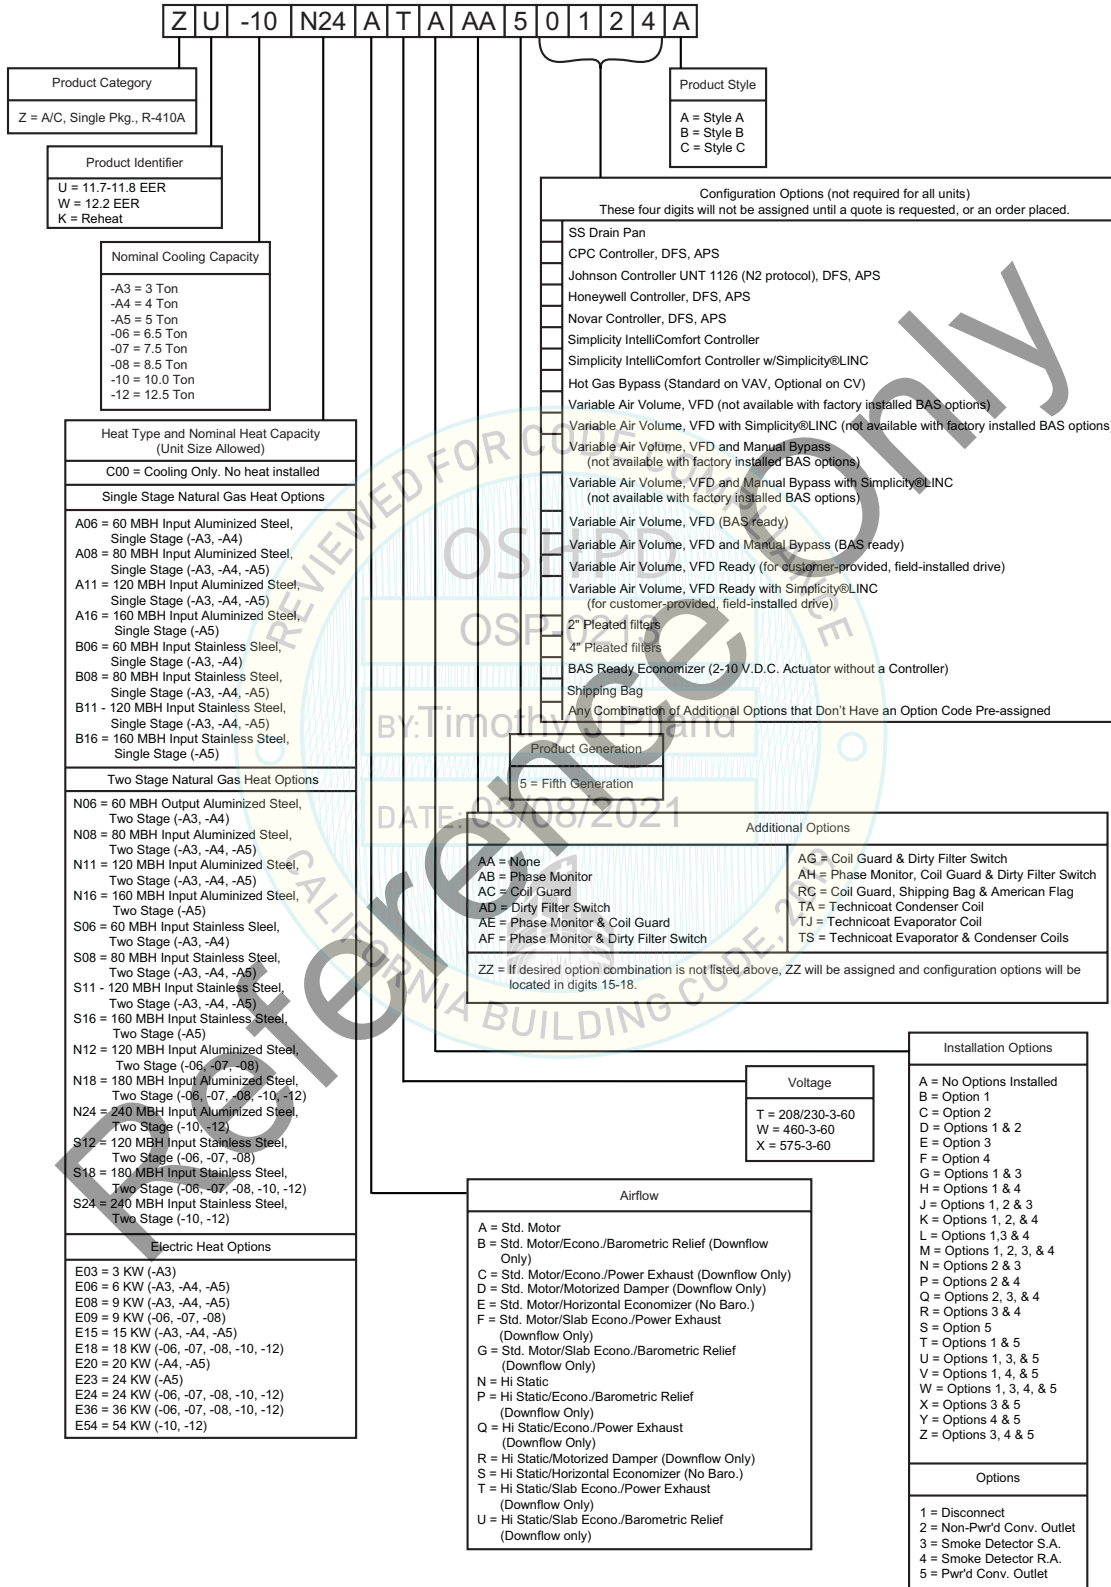 Z U -10 N24 A T A AA 5 0 1 2 4 A
Product Category
Z = A/C, Single Pkg., R-410A
Product Identifier
U = 11.7-11.8 EER
W = 12.2 EER
K = Reheat
Nominal Cooling Capacity
-A3 = 3 Ton
-A4 = 4 Ton
-A5 = 5 Ton
-06 = 6.5 Ton
-07 = 7.5 Ton
-08 = 8.5 Ton
-10 = 10.0 Ton
-12 = 12.5 Ton
Heat Type and Nominal Heat Capacity
(Unit Size Allowed)
C00 = Cooling Only. No heat installed
Single Stage Natural Gas Heat Options
A06 = 60 MBH Input Aluminized Steel,
Single Stage (-A3, -A4)
A08 = 80 MBH Input Aluminized Steel,
Single Stage (-A3, -A4, -A5)
A11 = 120 MBH Input Aluminized Steel,
Single Stage (-A3, -A4, -A5)
A16 = 160 MBH Input Aluminized Steel,
Single Stage (-A5)
B06 = 60 MBH Input Stainless Sleel,
Single Stage (-A3, -A4)
B08 = 80 MBH Input Stainless Steel,
Single Stage (-A3, -A4, -A5)
B11 - 120 MBH Input Stainless Steel,
Single Stage (-A3, -A4, -A5)
B16 = 160 MBH Input Stainless Steel,
Single Stage (-A5)
Two Stage Natural Gas Heat Options
N06 = 60 MBH Output Aluminized Steel,
Two Stage (-A3, -A4)
N08 = 80 MBH Input Aluminized Steel,
Two Stage (-A3, -A4, -A5)
N11 = 120 MBH Input Aluminized Steel,
Two Stage (-A3, -A4, -A5)
N16 = 160 MBH Input Aluminized Steel,
Two Stage (-A5)
S06 = 60 MBH Input Stainless Sleel,
Two Stage (-A3, -A4)
S08 = 80 MBH Input Stainless Steel,
Two Stage (-A3, -A4, -A5)
S11 - 120 MBH Input Stainless Steel,
Two Stage (-A3, -A4, -A5)
S16 = 160 MBH Input Stainless Steel,
Two Stage (-A5)
N12 = 120 MBH Input Aluminized Steel,
Two Stage (-06, -07, -08)
N18 = 180 MBH Input Aluminized Steel,
Two Stage (-06, -07, -08, -10, -12)
N24 = 240 MBH Input Aluminized Steel,
Two Stage (-10, -12)
S12 = 120 MBH Input Stainless Steel,
Two Stage (-06, -07, -08)
S18 = 180 MBH Input Stainless Steel,
Two Stage (-06, -07, -08, -10, -12)
S24 = 240 MBH Input Stainless Steel,
Two Stage (-10, -12)
Electric Heat Options
E03 = 3 KW (-A3)
E06 = 6 KW (-A3, -A4, -A5)
E08 = 9 KW (-A3, -A4, -A5)
E09 = 9 KW (-06, -07, -08)
E15 = 15 KW (-A3, -A4, -A5)
E18 = 18 KW (-06, -07, -08, -10, -12)
E20 = 20 KW (-A4, -A5)
E23 = 24 KW (-A5)
E24 = 24 KW (-06, -07, -08, -10, -12)
E36 = 36 KW (-06, -07, -08, -10, -12)
E54 = 54 KW (-10, -12)
Product Style
A = Style A
B = Style B
C = Style C
Configuration Options (not required for all units)
These four digits will not be assigned until a quote is requested, or an order placed.
SS Drain Pan
CPC Controller, DFS, APS
Johnson Controller UNT 1126 (N2 protocol), DFS, APS
Honeywell Controller, DFS, APS
Novar Controller, DFS, APS
Simplicity IntelliComfort Controller
Simplicity IntelliComfort Controller w/Simplicity®LINC
Hot Gas Bypass (Standard on VAV, Optional on CV)
Variable Air Volume, VFD (not available with factory installed BAS options)
Variable Air Volume, VFD with Simplicity®LINC (not available with factory installed BAS options)
Variable Air Volume, VFD and Manual Bypass
(not available with factory installed BAS options)
Variable Air Volume, VFD and Manual Bypass with Simplicity®LINC
(not available with factory installed BAS options)
Variable Air Volume, VFD (BAS ready)
Variable Air Volume, VFD and Manual Bypass (BAS ready)
Variable Air Volume, VFD Ready (for customer-provided, field-installed drive)
Variable Air Volume, VFD Ready with Simplicity®LINC
(for customer-provided, field-installed drive)
2" Pleated filters
4" Pleated filters
BAS Ready Economizer (2-10 V.D.C. Actuator without a Controller)
Shipping Bag
Any Combination of Additional Options that Don't Have an Option Code Pre-assigned
Product Generation
5 = Fifth Generation
Additional Options
AA = None
AB = Phase Monitor
AC = Coil Guard
AD = Dirty Filter Switch
AE = Phase Monitor & Coil Guard
AF = Phase Monitor & Dirty Filter Switch
AG = Coil Guard & Dirty Filter Switch
AH = Phase Monitor, Coil Guard & Dirty Filter Switch
RC = Coil Guard, Shipping Bag & American Flag
TA = Technicoat Condenser Coil
TJ = Technicoat Evaporator Coil
TS = Technicoat Evaporator & Condenser Coils
ZZ = If desired option combination is not listed above, ZZ will be assigned and configuration options will be
located in digits 15-18.
Voltage
T = 208/230-3-60
W = 460-3-60
X = 575-3-60
Airflow
A = Std. Motor
B = Std. Motor/Econo./Barometric Relief (Downflow
Only)
C = Std. Motor/Econo./Power Exhaust (Downflow Only)
D = Std. Motor/Motorized Damper (Downflow Only)
E = Std. Motor/Horizontal Economizer (No Baro.)
F = Std. Motor/Slab Econo./Power Exhaust
(Downflow Only)
G = Std. Motor/Slab Econo./Barometric Relief
(Downflow Only)
N = Hi Static
P = Hi Static/Econo./Barometric Relief
(Downflow Only)
Q = Hi Static/Econo./Power Exhaust
(Downflow Only)
R = Hi Static/Motorized Damper (Downflow Only)
S = Hi Static/Horizontal Economizer (No Baro.)
T = Hi Static/Slab Econo./Power Exhaust
(Downflow Only)
U = Hi Static/Slab Econo./Barometric Relief
(Downflow only)
Installation Options
A = No Options Installed
B = Option 1
C = Option 2
D = Options 1 & 2
E = Option 3
F = Option 4
G = Options 1 & 3
H = Options 1 & 4
J = Options 1, 2 & 3
K = Options 1, 2, & 4
L = Options 1,3 & 4
M = Options 1, 2, 3, & 4
N = Options 2 & 3
P = Options 2 & 4
Q = Options 2, 3, & 4
R = Options 3 & 4
S = Option 5
T = Options 1 & 5
U = Options 1, 3, & 5
V = Options 1, 4, & 5
W = Options 1, 3, 4, & 5
X = Options 3 & 5
Y = Options 4 & 5
Z = Options 3, 4 & 5
Options
1 = Disconnect
2 = Non-Pwr'd Conv. Outlet
3 = Smoke Detector S.A.
4 = Smoke Detector R.A.
5 = Pwr'd Conv. Outlet
REVIEWED FOR CODE COMPLIANCE
OSHPD
OSP-0213
BY: Timothy J Piland
DATE: 03/08/2021
CALIFORNIA BUILDING CODE, 2019
Reference Only